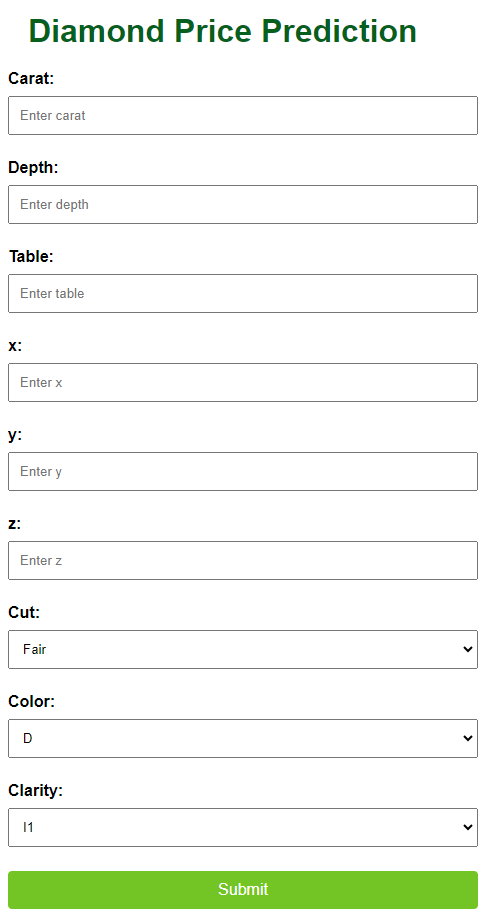 Diamond Price Prediction
Carat:
Enter carat
Depth:
Enter depth
Table:
Enter table
x:
Enter x
y:
Enter y
z:
Enter z
Cut:
Fair
Color:
D
Clarity:
I1
Submit